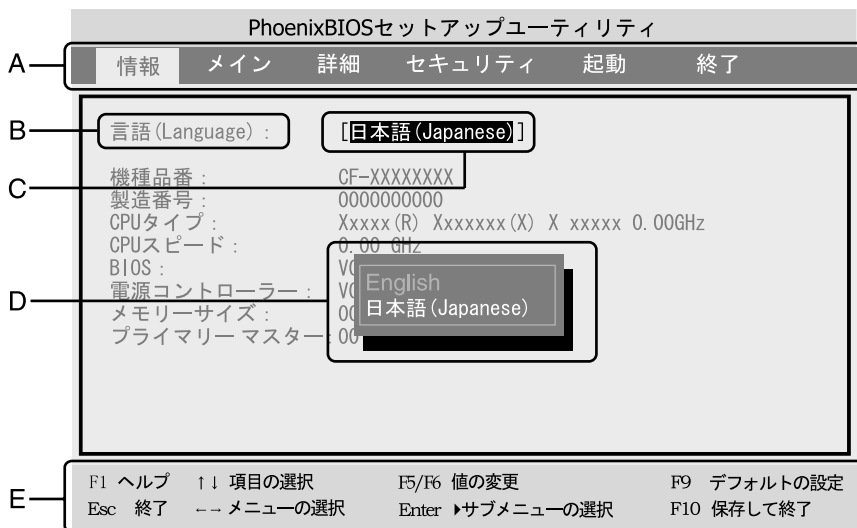 PhoenixBIOSセットアップユーティリティ
A 情報 メイン 詳細 セキュリティ 起動 終了
B 言語(Language) : [日本語(Japanese)]
C
機種品番 : CF-XXXXXXXX
製造番号 : 0000000000
CPUタイプ : Xxxxx(R) Xxxxxxx(X) X xxxxx 0.00GHz
CPUスピード : 0.00 GHz
BIOS : V0
電源コントローラー : V0
メモリーサイズ : 00
プライマリー マスター: 00
D
English
日本語(Japanese)
E
F1 ヘルプ ↑↓ 項目の選択 F5/F6 値の変更 F9 デフォルトの設定
Esc 終了 ←→ メニューの選択 Enter ▶サブメニューの選択 F10 保存して終了